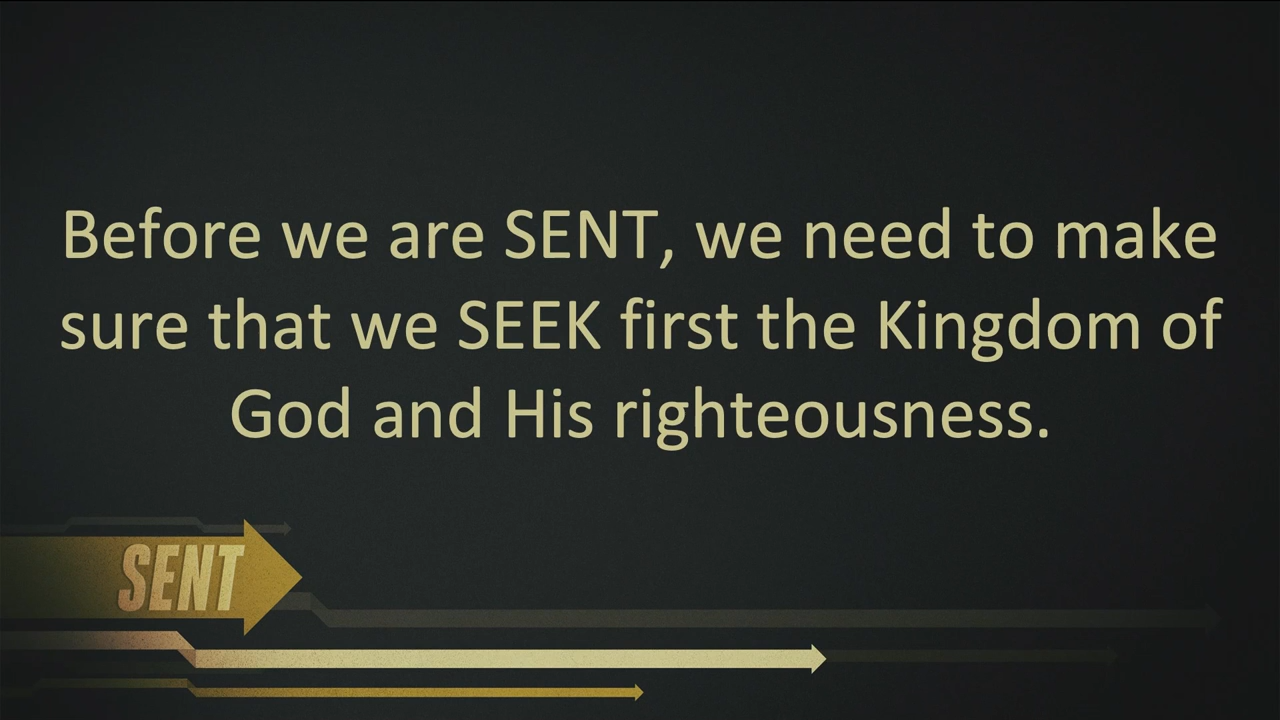 Before we are SENT, we need to make
sure that we SEEK first the Kingdom of
God and His righteousness.
SENT